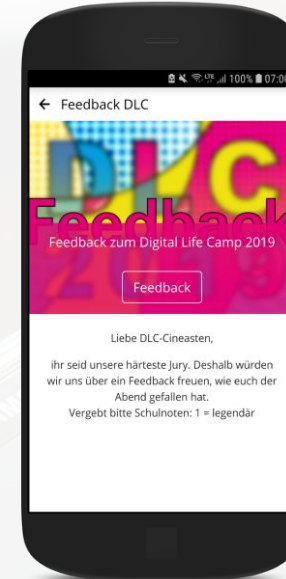 LTE 100% 07:00
← Feedback DLC
DLC
Feedback
2019
Feedback zum Digital Life Camp 2019
Feedback
Liebe DLC-Cineasten,
ihr seid unsere härteste Jury. Deshalb würden
wir uns über ein Feedback freuen, wie euch der
Abend gefallen hat.
Vergebt bitte Schulnoten: 1 = legendär